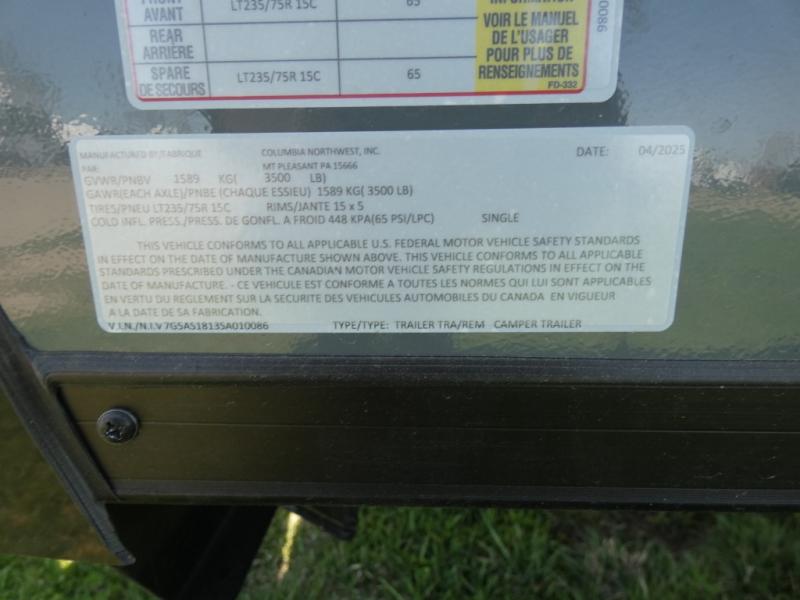 FRONT LT235/75R 15C 65
AVANT
REAR
ARRIÈRE
SPARE LT235/75R 15C 65
DE SECOURS
INFORMATION
VOIR LE MANUEL
DE L'USAGER
POUR PLUS DE
RENSEIGNEMENTS
FD-332
0086
MANUFACTURED BY/FABRIQUE COLUMBIA NORTHWEST, INC. DATE: 04/2025
PAR: MT PLEASANT PA 15666
GVWR/PNBV 1589 KG( 3500 LB)
GAWR(EACH AXLE)/PNBE (CHAQUE ESSIEU) 1589 KG( 3500 LB)
TIRES/PNEU LT235/75R 15C RIMS/JANTE 15 x 5
COLD INFL. PRESS./PRESS. DE GONFL. A FROID 448 KPA(65 PSI/LPC) SINGLE
THIS VEHICLE CONFORMS TO ALL APPLICABLE U.S. FEDERAL MOTOR VEHICLE SAFETY STANDARDS
IN EFFECT ON THE DATE OF MANUFACTURE SHOWN ABOVE. THIS VEHICLE CONFORMS TO ALL APPLICABLE
STANDARDS PRESCRIBED UNDER THE CANADIAN MOTOR VEHICLE SAFETY REGULATIONS IN EFFECT ON THE
DATE OF MANUFACTURE. - CE VEHICULE EST CONFORME A TOUTES LES NORMES QUI LUI SONT APPLICABLES
EN VERTU DU REGLEMENT SUR LA SECURITE DES VEHICULES AUTOMOBILES DU CANADA EN VIGUEUR
A LA DATE DE SA FABRICATION.
V.I.N./N.I.V 7G5AS1813SA010086 TYPE/TYPE: TRAILER TRA/REM CAMPER TRAILER